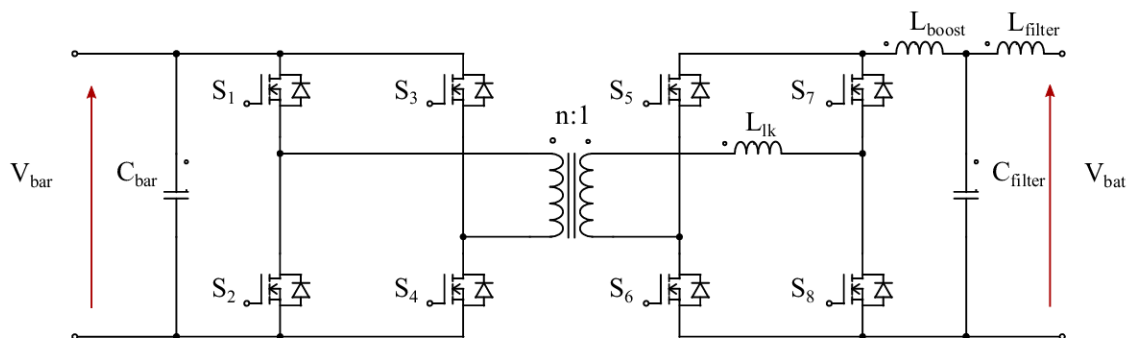 L_boost L_filter
S_1 S_3 S_5 S_7
n:1
L_lk
V_bar C_bar C_filter V_bat
S_2 S_4 S_6 S_8